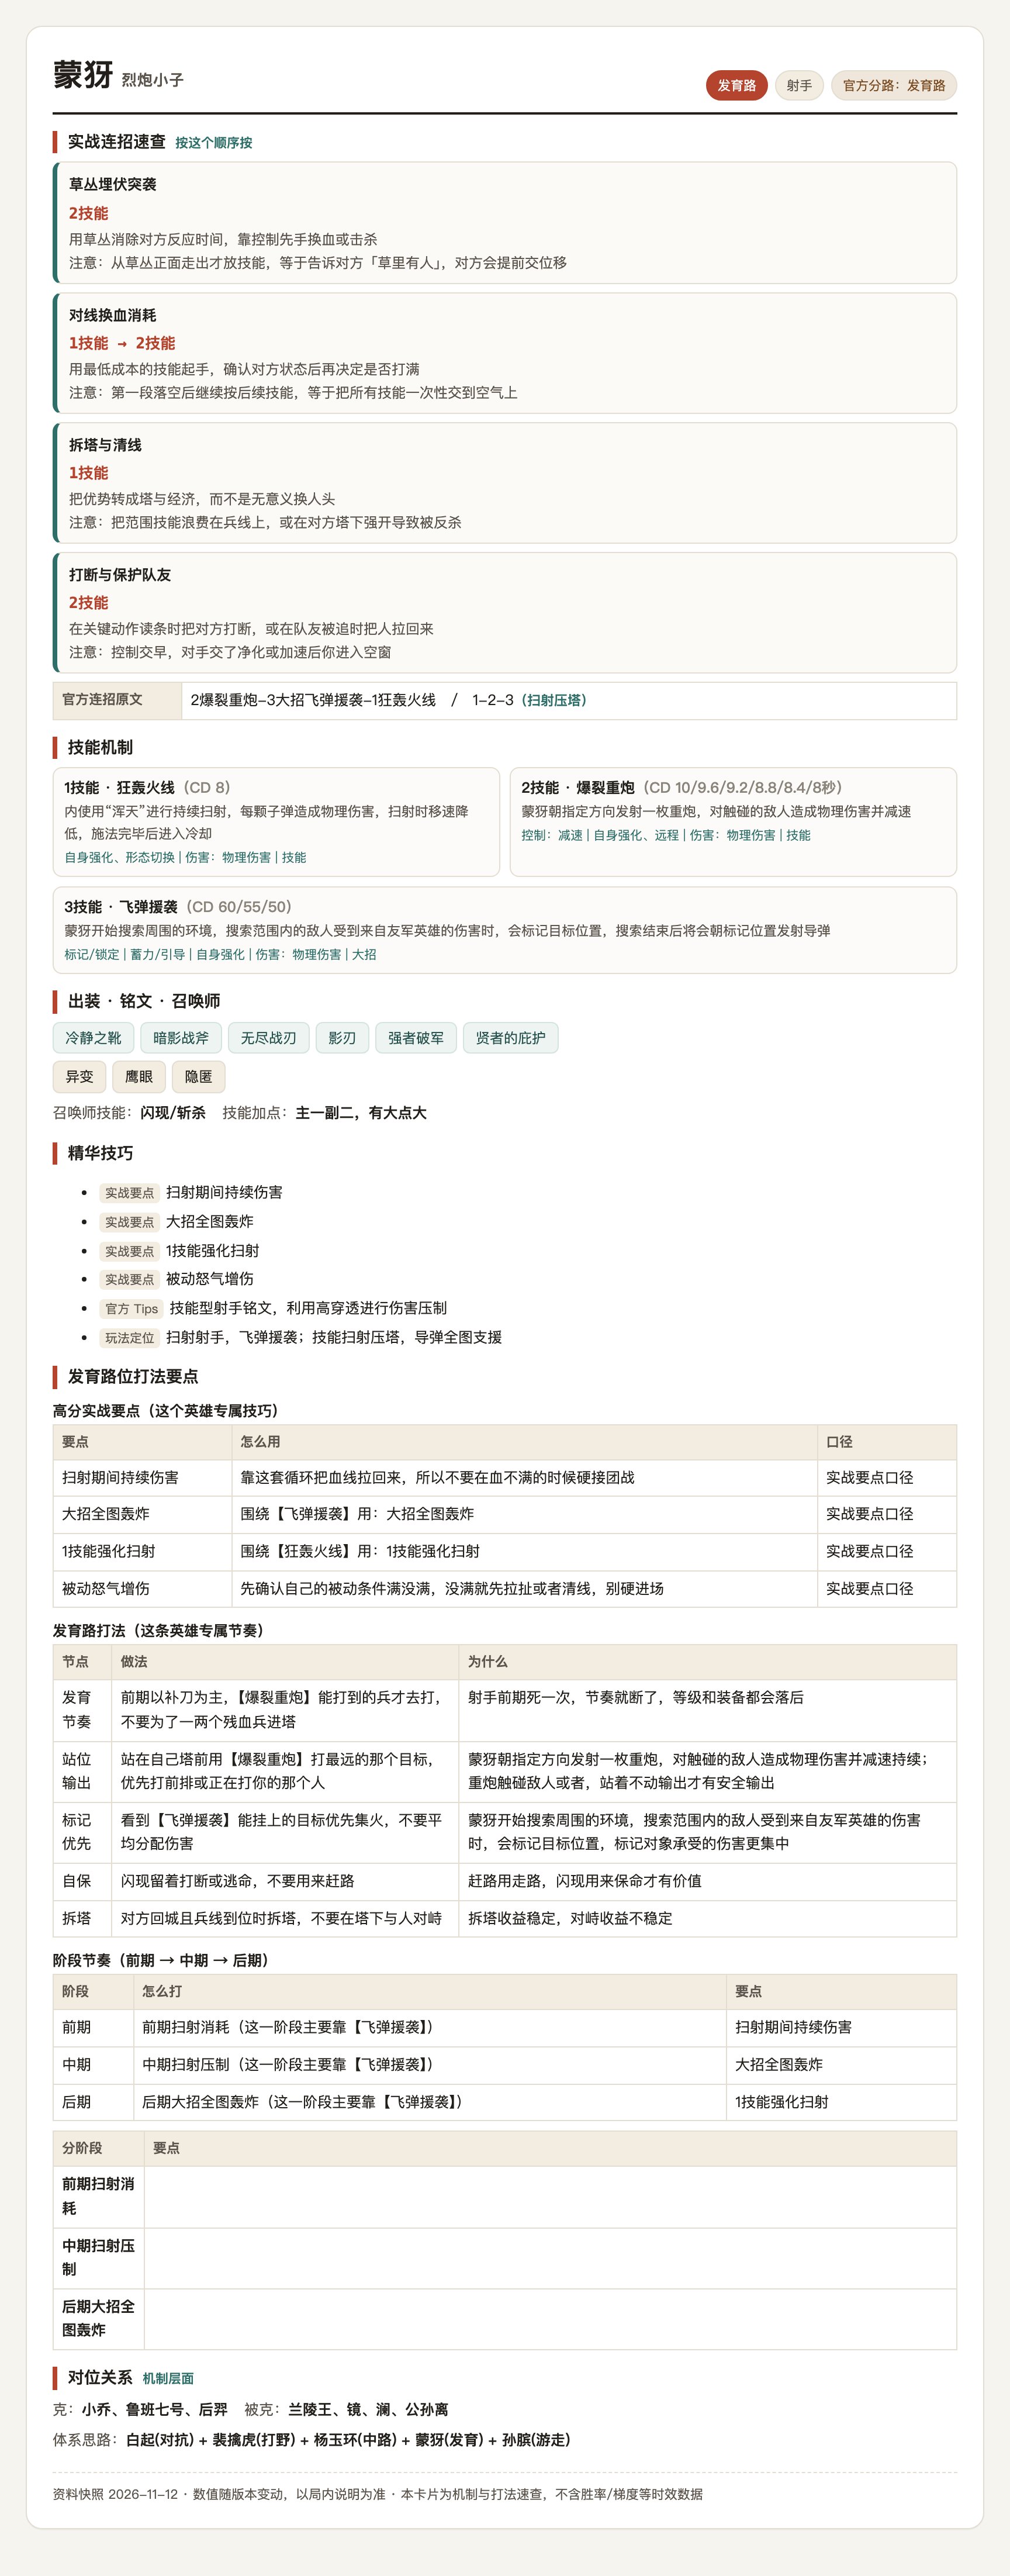 蒙犽 烈炮小子
发育路 射手 官方分路：发育路
实战连招速查 按这个顺序按
草丛埋伏突袭
2技能
用草丛消除对方反应时间，靠控制先手换血或击杀
注意：从草丛正面走出才放技能，等于告诉对方「草里有人」，对方会提前交位移
对线换血消耗
1技能 → 2技能
用最低成本的技能起手，确认对方状态后再决定是否打满
注意：第一段落空后继续按后续技能，等于把所有技能一次性交到空气上
拆塔与清线
1技能
把优势转成塔与经济，而不是无意义换人头
注意：把范围技能浪费在兵线上，或在对方塔下强开导致被反杀
打断与保护队友
2技能
在关键动作读条时把对方打断，或在队友被追时把人拉回来
注意：控制交早，对手交了净化或加速后你进入空窗
官方连招原文 2爆裂重炮–3大招飞弹援袭–1狂轰火线 / 1–2–3（扫射压塔）
技能机制
1技能 · 狂轰火线（CD 8）
内使用“浑天”进行持续扫射，每颗子弹造成物理伤害，扫射时移速降
低，施法完毕后进入冷却
自身强化、形态切换 | 伤害：物理伤害 | 技能
2技能 · 爆裂重炮（CD 10/9.6/9.2/8.8/8.4/8秒）
蒙犽朝指定方向发射一枚重炮，对触碰的敌人造成物理伤害并减速
控制：减速 | 自身强化、远程 | 伤害：物理伤害 | 技能
3技能 · 飞弹援袭（CD 60/55/50）
蒙犽开始搜索周围的环境，搜索范围内的敌人受到来自友军英雄的伤害时，会标记目标位置，搜索结束后将会朝标记位置发射导弹
标记/锁定 | 蓄力/引导 | 自身强化 | 伤害：物理伤害 | 大招
出装 · 铭文 · 召唤师
冷静之靴 暗影战斧 无尽战刃 影刃 强者破军 贤者的庇护
异变 鹰眼 隐匿
召唤师技能：闪现/斩杀 技能加点：主一副二，有大点大
精华技巧
• 实战要点 扫射期间持续伤害
• 实战要点 大招全图轰炸
• 实战要点 1技能强化扫射
• 实战要点 被动怒气增伤
• 官方 Tips 技能型射手铭文，利用高穿透进行伤害压制
• 玩法定位 扫射射手，飞弹援袭；技能扫射压塔，导弹全图支援
发育路位打法要点
高分实战要点（这个英雄专属技巧）
要点 怎么用 口径
扫射期间持续伤害 靠这套循环把血线拉回来，所以不要在血不满的时候硬接团战 实战要点口径
大招全图轰炸 围绕【飞弹援袭】用：大招全图轰炸 实战要点口径
1技能强化扫射 围绕【狂轰火线】用：1技能强化扫射 实战要点口径
被动怒气增伤 先确认自己的被动条件满没满，没满就先拉扯或者清线，别硬进场 实战要点口径
发育路打法（这条英雄专属节奏）
节点 做法 为什么
发育 前期以补刀为主，【爆裂重炮】能打到的兵才去打， 射手前期死一次，节奏就断了，等级和装备都会落后
节奏 不要为了一两个残血兵进塔
站位 站在自己塔前用【爆裂重炮】打最远的那个目标， 蒙犽朝指定方向发射一枚重炮，对触碰的敌人造成物理伤害并减速持续；
输出 优先打前排或正在打你的那个人 重炮触碰敌人或者，站着不动输出才有安全输出
标记 看到【飞弹援袭】能挂上的目标优先集火，不要平 蒙犽开始搜索周围的环境，搜索范围内的敌人受到来自友军英雄的伤害
优先 均分配伤害 时，会标记目标位置，标记对象承受的伤害更集中
自保 闪现留着打断或逃命，不要用来赶路 赶路用走路，闪现用来保命才有价值
拆塔 对方回城且兵线到位时拆塔，不要在塔下与人对峙 拆塔收益稳定，对峙收益不稳定
阶段节奏（前期 → 中期 → 后期）
阶段 怎么打 要点
前期 前期扫射消耗（这一阶段主要靠【飞弹援袭】） 扫射期间持续伤害
中期 中期扫射压制（这一阶段主要靠【飞弹援袭】） 大招全图轰炸
后期 后期大招全图轰炸（这一阶段主要靠【飞弹援袭】） 1技能强化扫射
分阶段 要点
前期扫射消
耗
中期扫射压
制
后期大招全
图轰炸
对位关系 机制层面
克：小乔、鲁班七号、后羿 被克：兰陵王、镜、澜、公孙离
体系思路：白起(对抗) + 裴擒虎(打野) + 杨玉环(中路) + 蒙犽(发育) + 孙膑(游走)
资料快照 2026–11–12 · 数值随版本变动，以局内说明为准 · 本卡片为机制与打法速查，不含胜率/梯度等时效数据